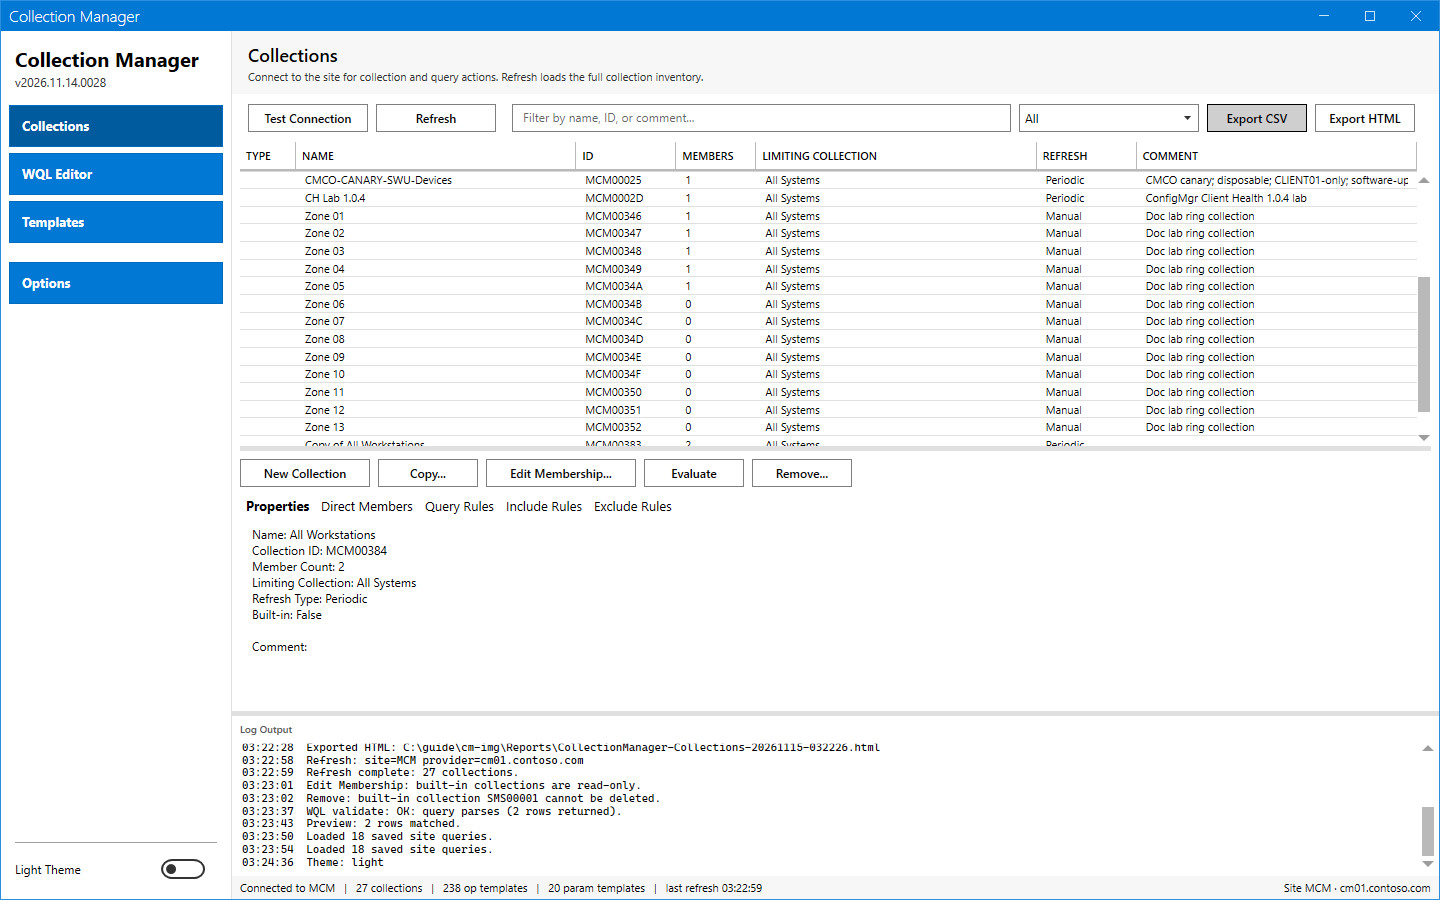 Collection Manager
Collection Manager
v2026.11.14.0028
Collections
WQL Editor
Templates
Options
Light Theme
Collections
Connect to the site for collection and query actions. Refresh loads the full collection inventory.
Test Connection Refresh Filter by name, ID, or comment... All Export CSV Export HTML
TYPE NAME ID MEMBERS LIMITING COLLECTION REFRESH COMMENT
CMCO-CANARY-SWU-Devices MCM00025 1 All Systems Periodic CMCO canary; disposable; CLIENT01-only; software-up
CH Lab 1.0.4 MCM0002D 1 All Systems Periodic ConfigMgr Client Health 1.0.4 lab
Zone 01 MCM00346 1 All Systems Manual Doc lab ring collection
Zone 02 MCM00347 1 All Systems Manual Doc lab ring collection
Zone 03 MCM00348 1 All Systems Manual Doc lab ring collection
Zone 04 MCM00349 1 All Systems Manual Doc lab ring collection
Zone 05 MCM0034A 1 All Systems Manual Doc lab ring collection
Zone 06 MCM0034B 0 All Systems Manual Doc lab ring collection
Zone 07 MCM0034C 0 All Systems Manual Doc lab ring collection
Zone 08 MCM0034D 0 All Systems Manual Doc lab ring collection
Zone 09 MCM0034E 0 All Systems Manual Doc lab ring collection
Zone 10 MCM0034F 0 All Systems Manual Doc lab ring collection
Zone 11 MCM00350 0 All Systems Manual Doc lab ring collection
Zone 12 MCM00351 0 All Systems Manual Doc lab ring collection
Zone 13 MCM00352 0 All Systems Manual Doc lab ring collection
Copy of All Workstations MCM00383 2 All Systems Periodic
New Collection Copy... Edit Membership... Evaluate Remove...
Properties Direct Members Query Rules Include Rules Exclude Rules
Name: All Workstations
Collection ID: MCM00384
Member Count: 2
Limiting Collection: All Systems
Refresh Type: Periodic
Built-in: False
Comment:
Log Output
03:22:28 Exported HTML: C:\guide\cm-img\Reports\CollectionManager-Collections-20261115-032226.html
03:22:58 Refresh: site=MCM provider=cm01.contoso.com
03:22:59 Refresh complete: 27 collections.
03:23:01 Edit Membership: built-in collections are read-only.
03:23:02 Remove: built-in collection SMS00001 cannot be deleted.
03:23:37 WQL validate: OK: query parses (2 rows returned).
03:23:43 Preview: 2 rows matched.
03:23:50 Loaded 18 saved site queries.
03:23:54 Loaded 18 saved site queries.
03:24:36 Theme: light
Connected to MCM | 27 collections | 238 op templates | 20 param templates | last refresh 03:22:59 Site MCM · cm01.contoso.com